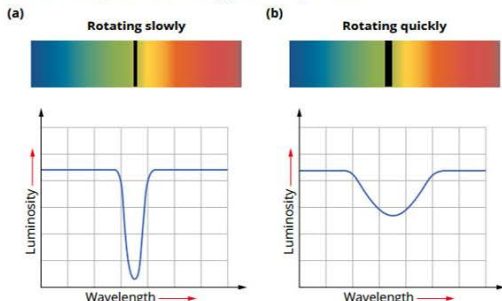 (a)
Rotating slowly
Luminosity
Wavelength
(b)
Rotating quickly
Luminosity
Wavelength